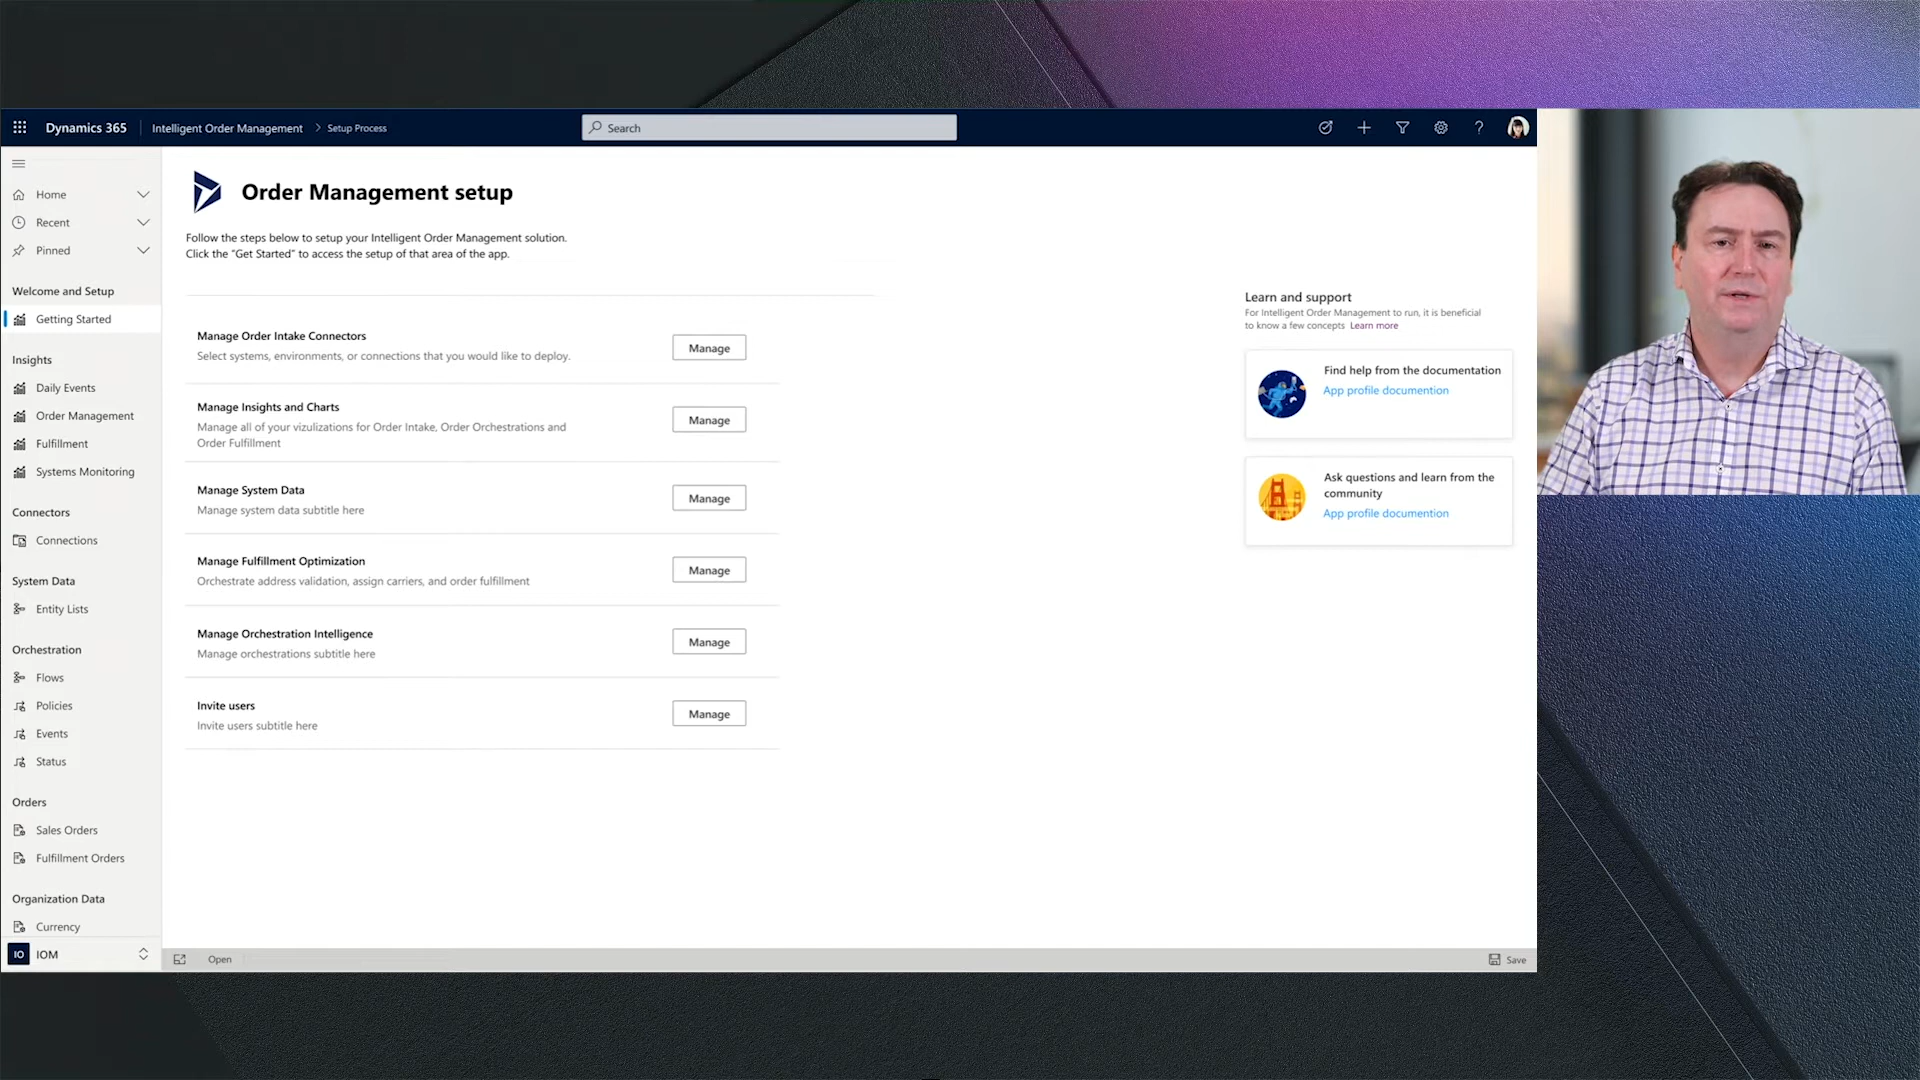 Dynamics 365
Intelligent Order Management
Setup Process
Search
?
Home
Recent
Pinned
Welcome and Setup
Getting Started
Insights
Daily Events
Order Management
Fulfillment
Systems Monitoring
Connectors
Connections
System Data
Entity Lists
Orchestration
Flows
Policies
Events
Status
Orders
Sales Orders
Fulfillment Orders
Organization Data
Currency
IO IOM
Order Management setup
Follow the steps below to setup your Intelligent Order Management solution.
Click the "Get Started" to access the setup of that area of the app.
Manage Order Intake Connectors
Select systems, environments, or connections that you would like to deploy.
Manage
Manage Insights and Charts
Manage all of your vizulizations for Order Intake, Order Orchestrations and
Order Fulfillment
Manage
Manage System Data
Manage system data subtitle here
Manage
Manage Fulfillment Optimization
Orchestrate address validation, assign carriers, and order fulfillment
Manage
Manage Orchestration Intelligence
Manage orchestrations subtitle here
Manage
Invite users
Invite users subtitle here
Manage
Learn and support
For Intelligent Order Management to run, it is beneficial
to know a few concepts Learn more
Find help from the documentation
App profile documention
Ask questions and learn from the
community
App profile documention
Open
Save